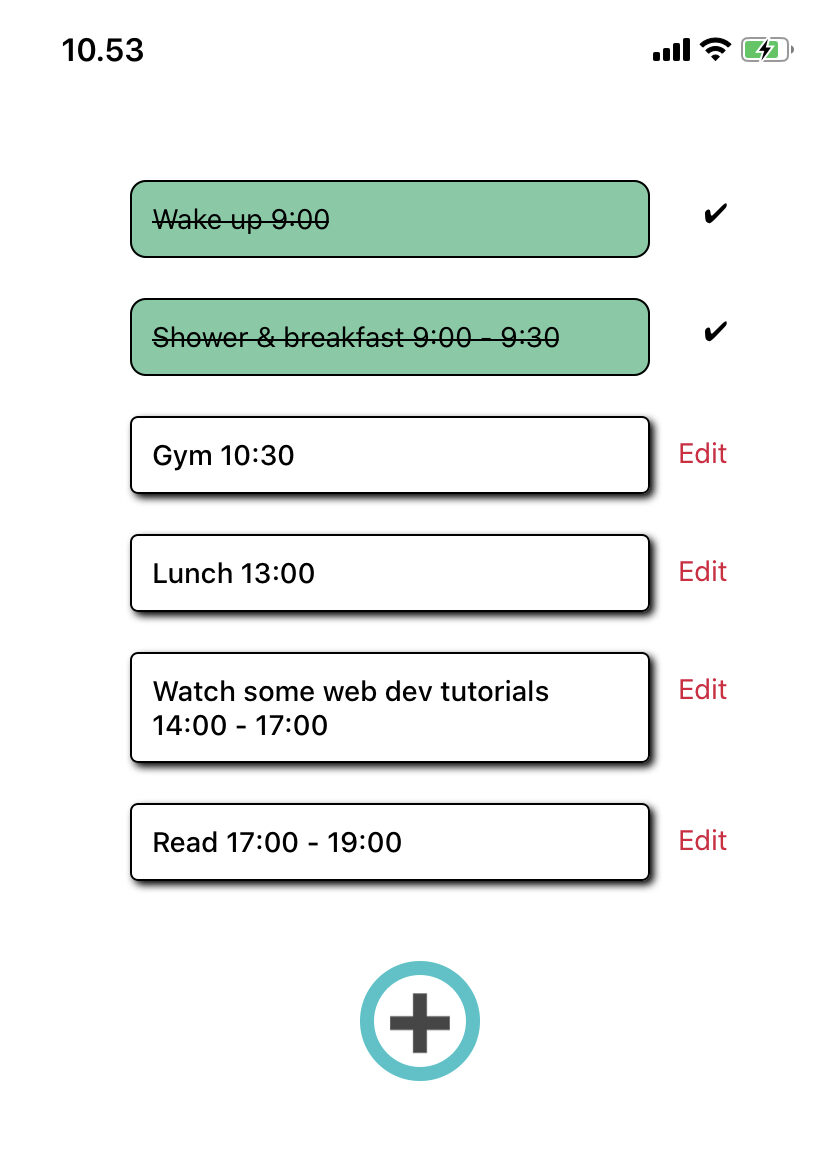 10.53
Wake up 9:00
✔
Shower & breakfast 9:00 - 9:30
✔
Gym 10:30
Edit
Lunch 13:00
Edit
Watch some web dev tutorials
14:00 - 17:00
Edit
Read 17:00 - 19:00
Edit